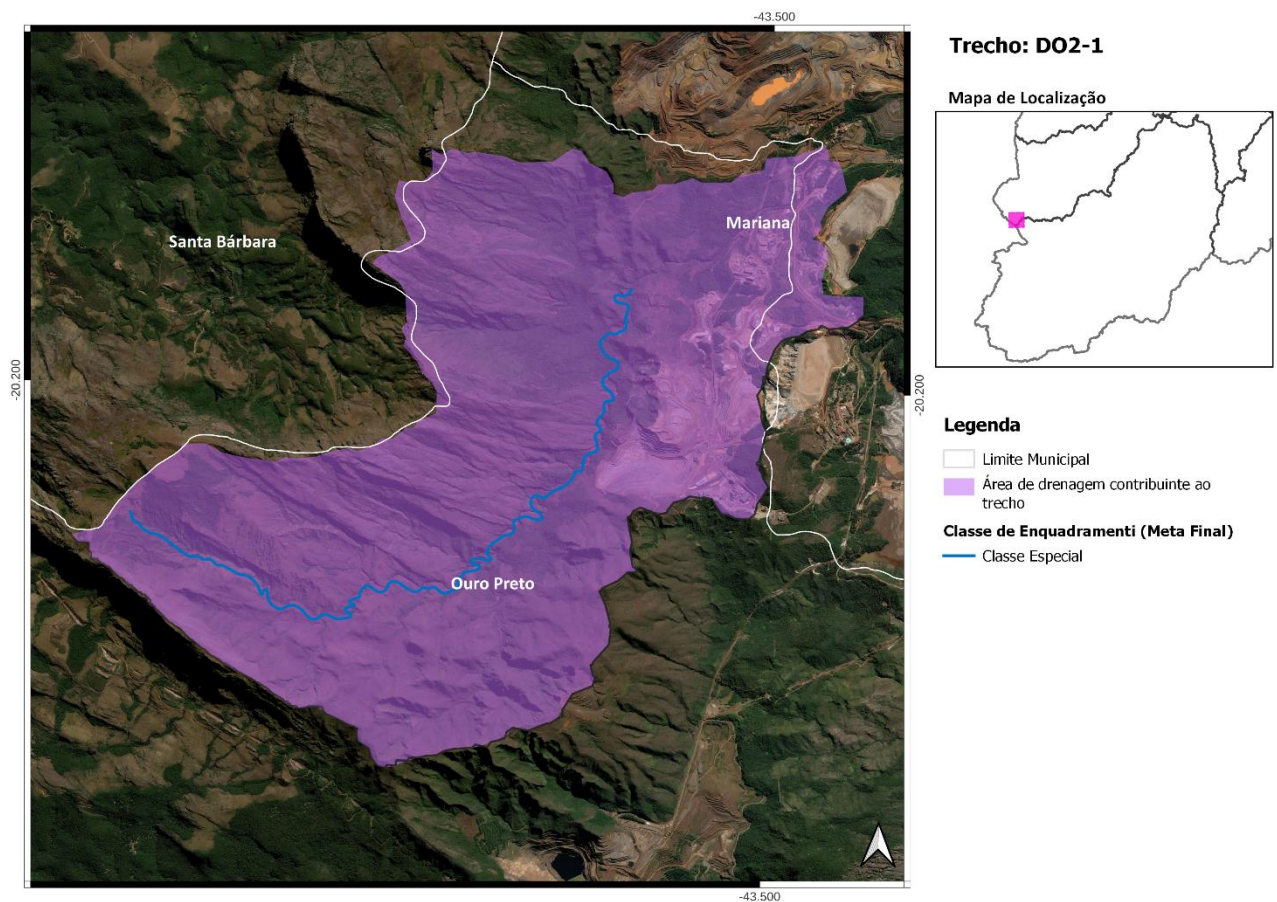 -43.500
Trecho: DO2-1
Mapa de Localização
Santa Bárbara
Mariana
-20.200
-20.200
Legenda
Limite Municipal
Área de drenagem contribuinte ao
trecho
Classe de Enquadramenti (Meta Final)
Classe Especial
Ouro Preto
-43.500